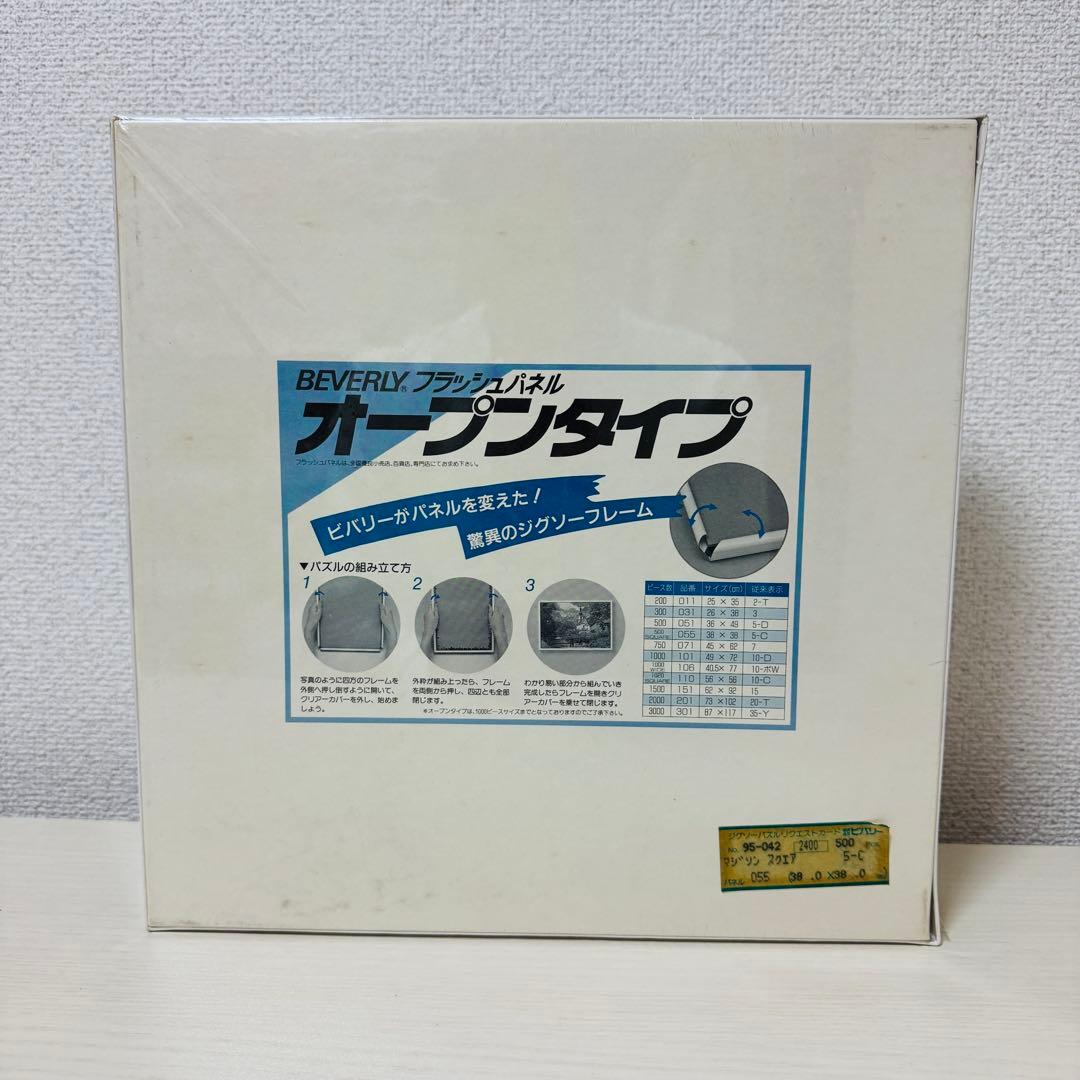 BEVERLY® フラッシュパネル
オープンタイプ
フラッシュパネルは、全国有名小売店、百貨店、専門店にてお求め下さい。
ビバリーがパネルを変えた!
驚異のジグソーフレーム
▼パズルの組み立て方
1
写真のように四方のフレームを
外側へ押し倒すように開いて、
クリアーカバーを外し、始めま
しょう。
2
外枠が組み上ったら、フレーム
を両側から押し、四辺とも全部
閉じます。
3
わかり易い部分から組んでいき
完成したらフレームを開きクリ
アーカバーを乗せて閉じます。
※オープンタイプは、1000ピースサイズまでとなっておりますのでご了承下さい。
ピース数 品番 サイズ(cm) 従来表示
200 011 25×35 2-T
300 031 26×38 3
500 051 36×49 5-D
500 SQUARE 055 38×38 5-C
750 071 45×62 7
1000 101 49×72 10-D
1000 WIDE 106 40.5×77 10-ボW
SQUARE 110 56×56 10-C
1500 151 62×92 15
2000 201 73×102 20-T
3000 301 87×117 35-Y
ジグソーパズルリクエストカード ビバリー
No. 95-042 2400 500 PCS
マジソン スクエア 5-C
パネル 055 (38 .0 X38 .0